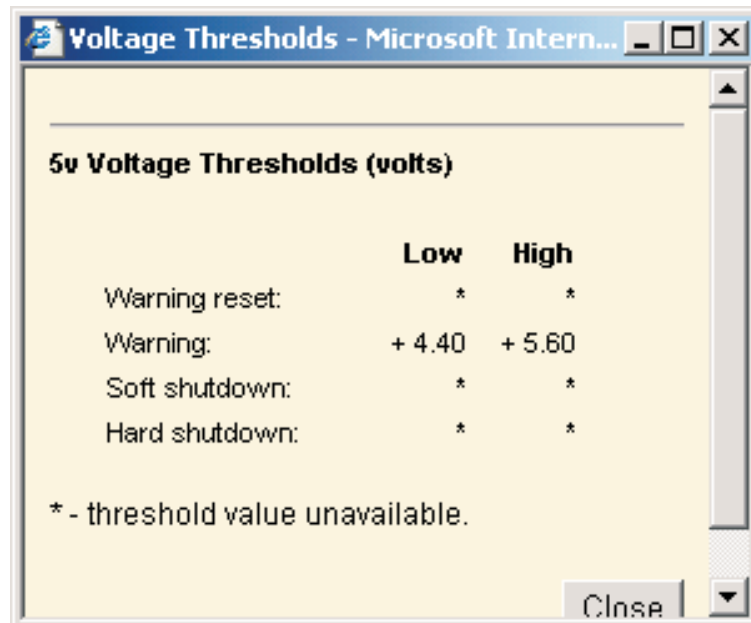 Voltage Thresholds - Microsoft Intern...
5v Voltage Thresholds (volts)
Low High
Warning reset: * *
Warning: + 4.40 + 5.60
Soft shutdown: * *
Hard shutdown: * *
* - threshold value unavailable.
Close